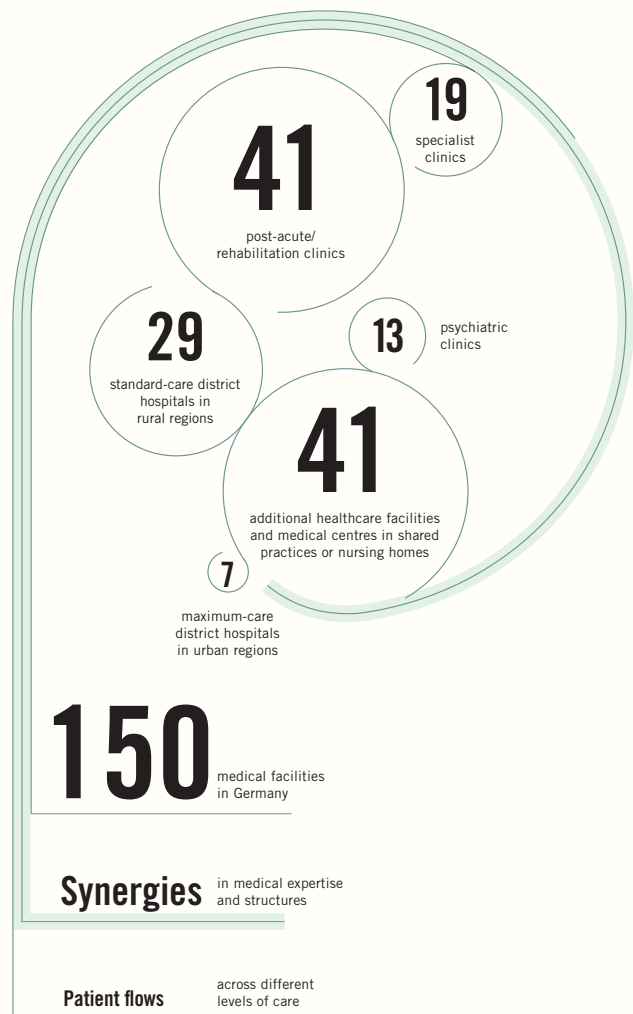 19
specialist
clinics
41
post-acute/
rehabilitation clinics
29
standard-care district
hospitals in
rural regions
13
psychiatric
clinics
41
additional healthcare facilities
and medical centres in shared
practices or nursing homes
7
maximum-care
district hospitals
in urban regions
150
medical facilities
in Germany
Synergies
in medical expertise
and structures
Patient flows
across different
levels of care